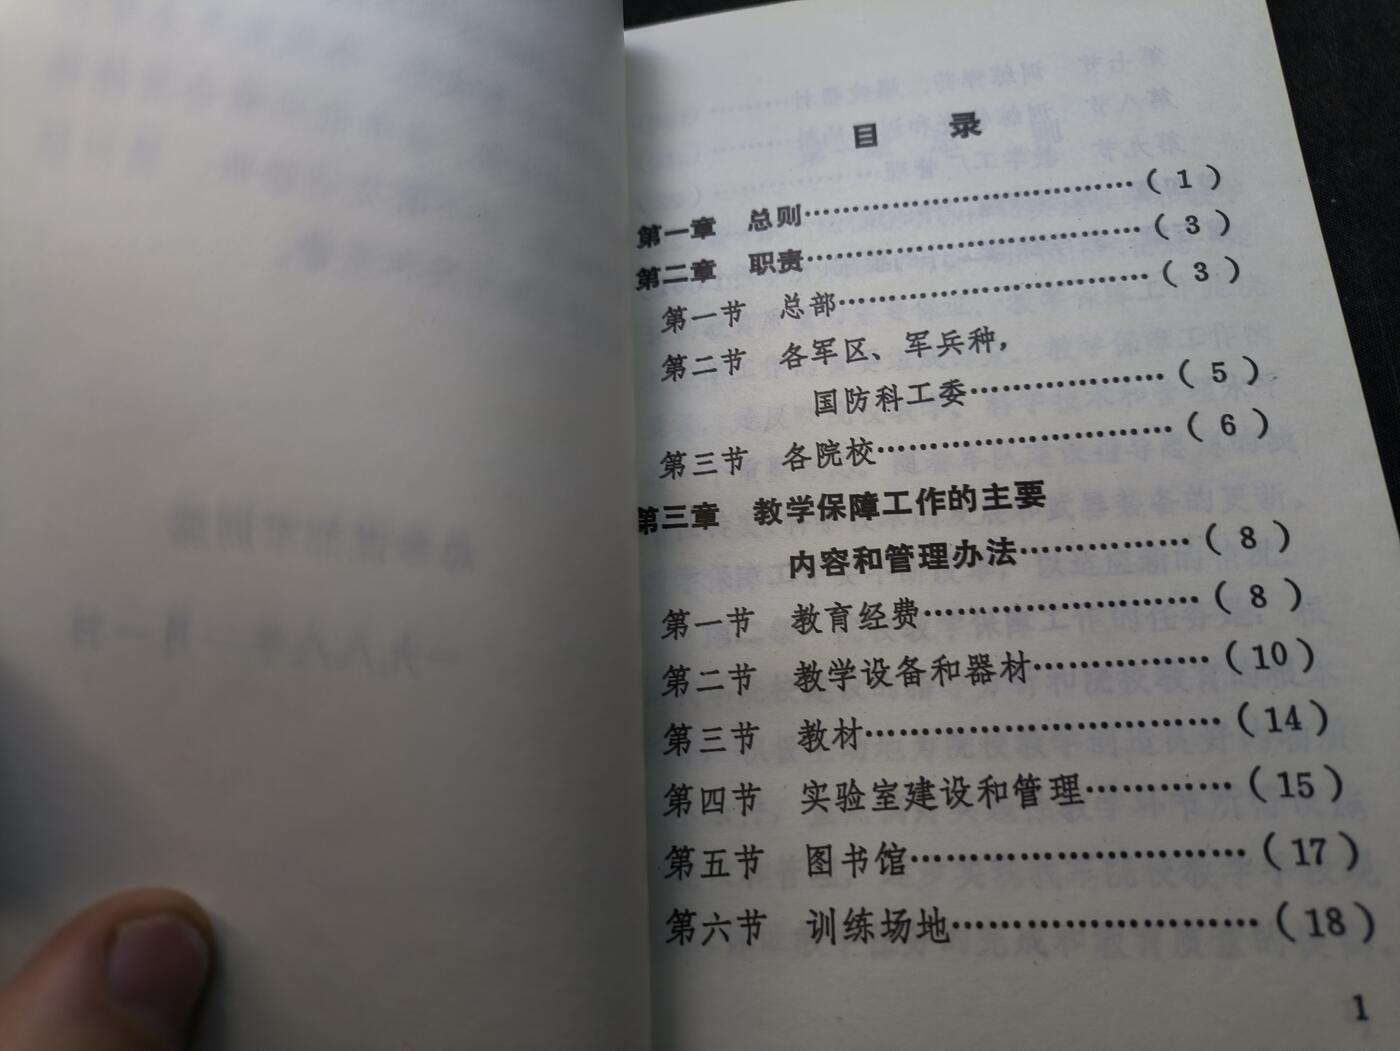 目　录
第一章　总则……………………………（ 1 ）
第二章　职责……………………………（ 3 ）
第一节　总部……………………………（ 3 ）
第二节　各军区、军兵种，
国防科工委………………（ 5 ）
第三节　各院校…………………………（ 6 ）
第三章　教学保障工作的主要
内容和管理办法……………（ 8 ）
第一节　教育经费………………………（ 8 ）
第二节　教学设备和器材………………（10）
第三节　教材……………………………（14）
第四节　实验室建设和管理……………（15）
第五节　图书馆…………………………（17）
第六节　训练场地………………………（18）
1